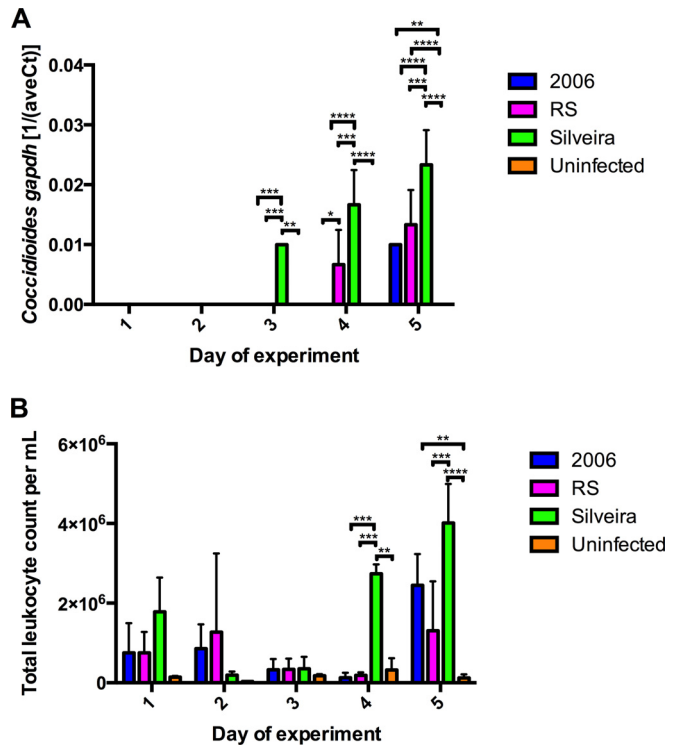 A
**
****
****
***
****
0.04
2006
RS
****
0.03
***
Silveira
****
Uninfected
***
0.02
***
**
*
0.01
0.00
Coccidioides gapdh [1/(aveCt)]
1 2 3 4 5
Day of experiment
B
6×10⁶
**
***
2006
****
RS
***
Silveira
4×10⁶
***
Uninfected
**
2×10⁶
0
Total leukocyte count per mL
1 2 3 4 5
Day of experiment